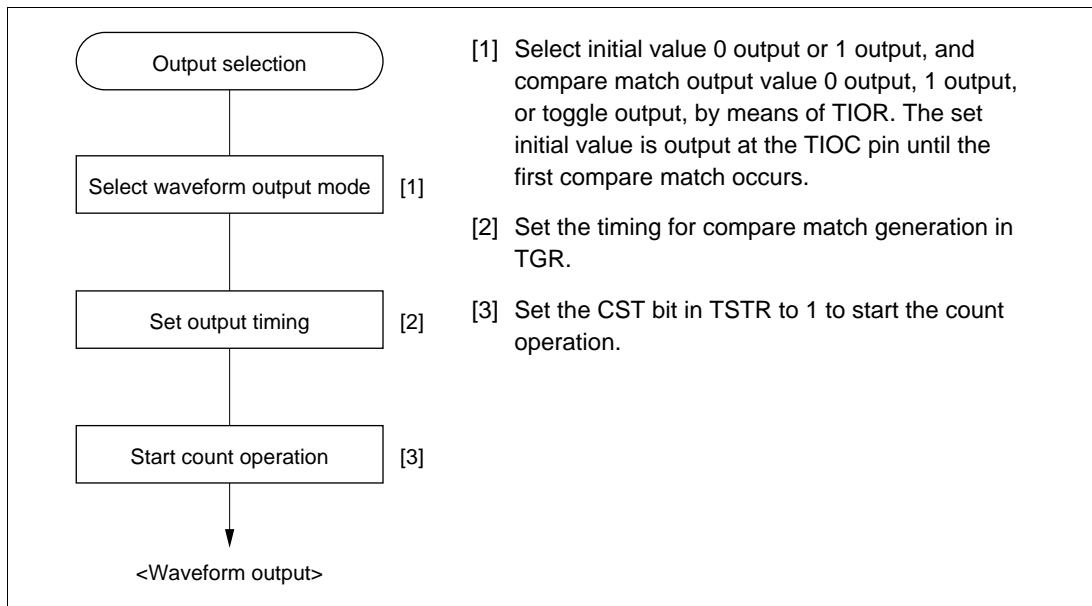 Output selection
Select waveform output mode [1]
Set output timing [2]
Start count operation [3]
<Waveform output>
[1] Select initial value 0 output or 1 output, and
compare match output value 0 output, 1 output,
or toggle output, by means of TIOR. The set
initial value is output at the TIOC pin until the
first compare match occurs.
[2] Set the timing for compare match generation in
TGR.
[3] Set the CST bit in TSTR to 1 to start the count
operation.